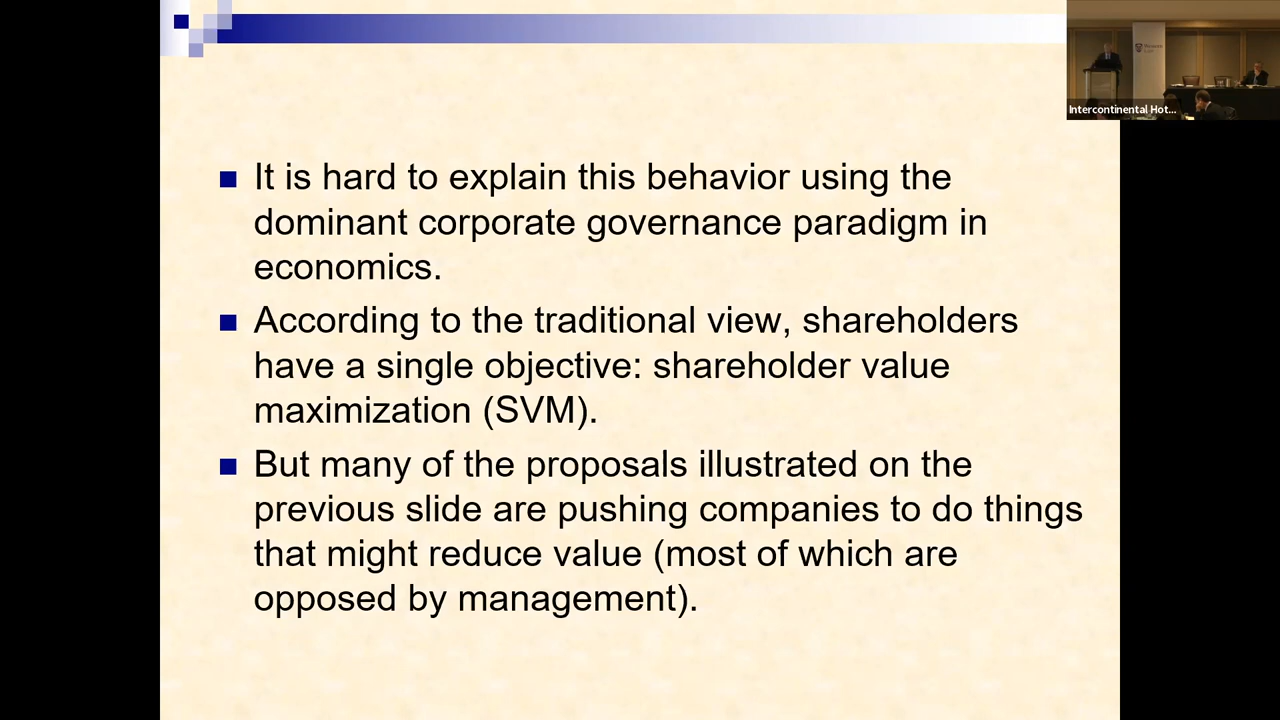 Intercontinental Hot...
It is hard to explain this behavior using the
dominant corporate governance paradigm in
economics.
According to the traditional view, shareholders
have a single objective: shareholder value
maximization (SVM).
But many of the proposals illustrated on the
previous slide are pushing companies to do things
that might reduce value (most of which are
opposed by management).